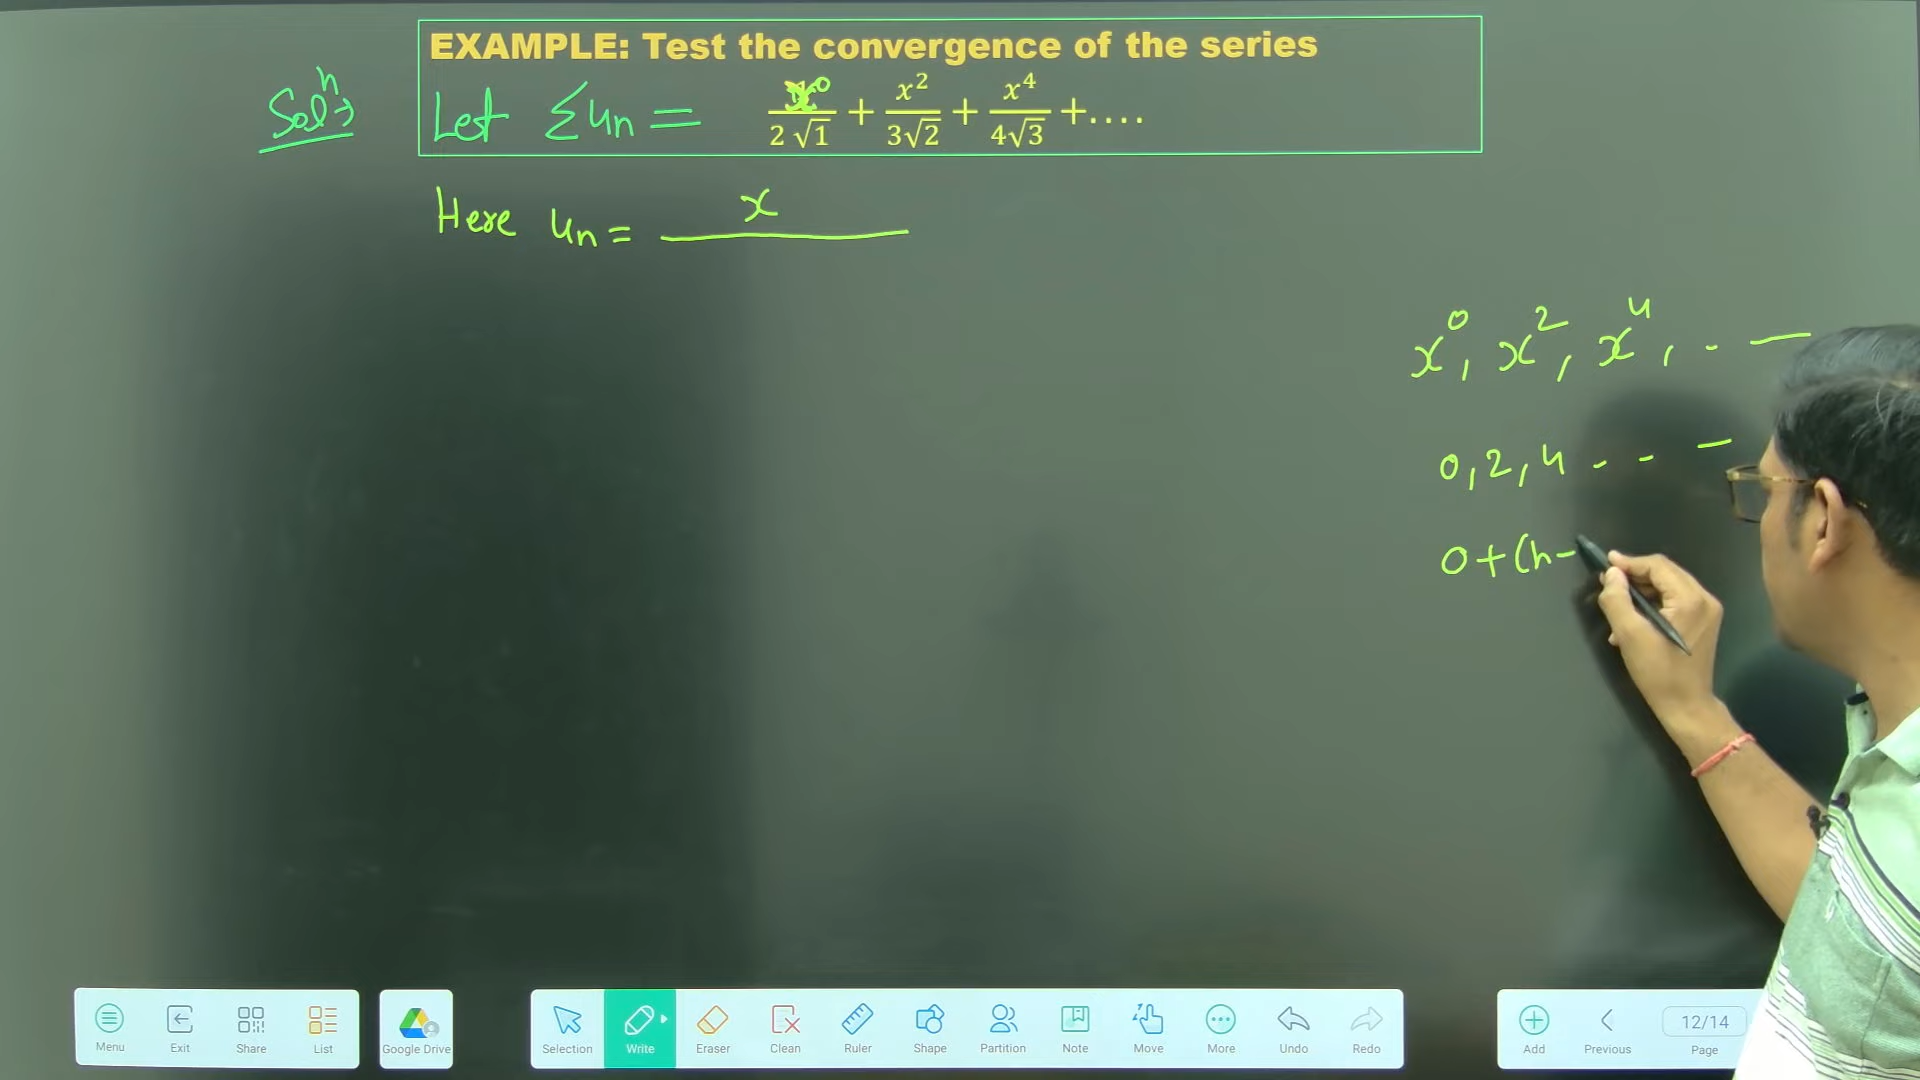 EXAMPLE: Test the convergence of the series
Solⁿ→ Let Σuₙ = x⁰/2√1 + x²/3√2 + x⁴/4√3 +....
Here uₙ = x
x⁰, x², x⁴, . —
0, 2, 4 - - —
0+(n-
Menu Exit Share List Google Drive Selection Write Eraser Clean Ruler Shape Partition Note Move More Undo Redo Add Previous 12/14 Page